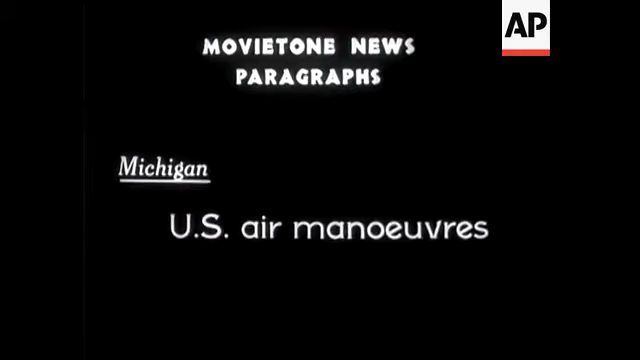 AP
MOVIETONE NEWS
PARAGRAPHS
Michigan
U.S. air manoeuvres